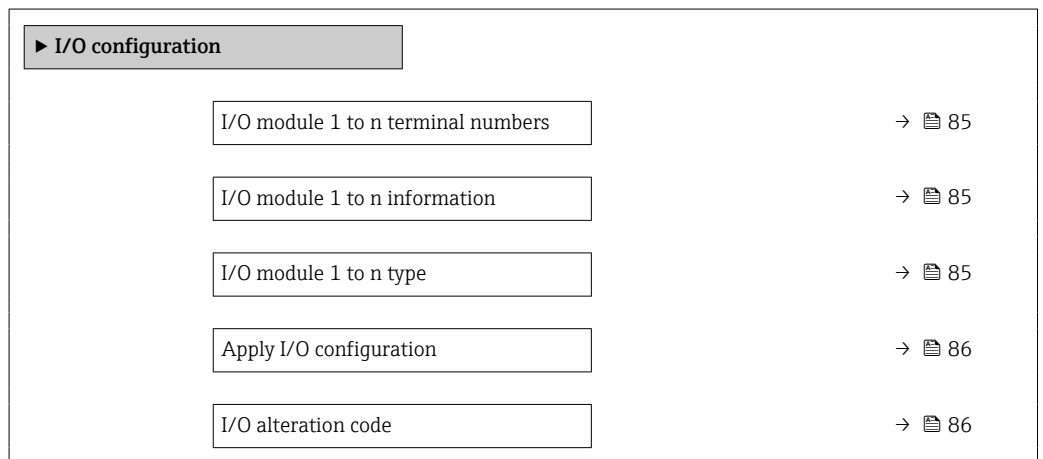 ► I/O configuration
I/O module 1 to n terminal numbers → 85
I/O module 1 to n information → 85
I/O module 1 to n type → 85
Apply I/O configuration → 86
I/O alteration code → 86